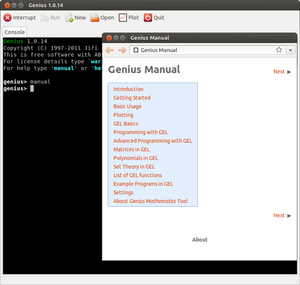 Genius 1.0.14
Interrupt Run New Open Plot Quit
Console
Genius 1.0.14
Copyright (C) 1997-2011 Jiří
This is free software with AB
For license details type `war
For help type 'manual' or 'he
genius> manual
genius>
Genius Manual
Genius Manual
Genius Manual
Next
Introduction
Getting Started
Basic Usage
Plotting
GEL Basics
Programming with GEL
Advanced Programming with GEL
Matrices in GEL
Polynomials in GEL
Set Theory in GEL
List of GEL functions
Example Programs in GEL
Settings
About Genius Mathematics Tool
Next
About